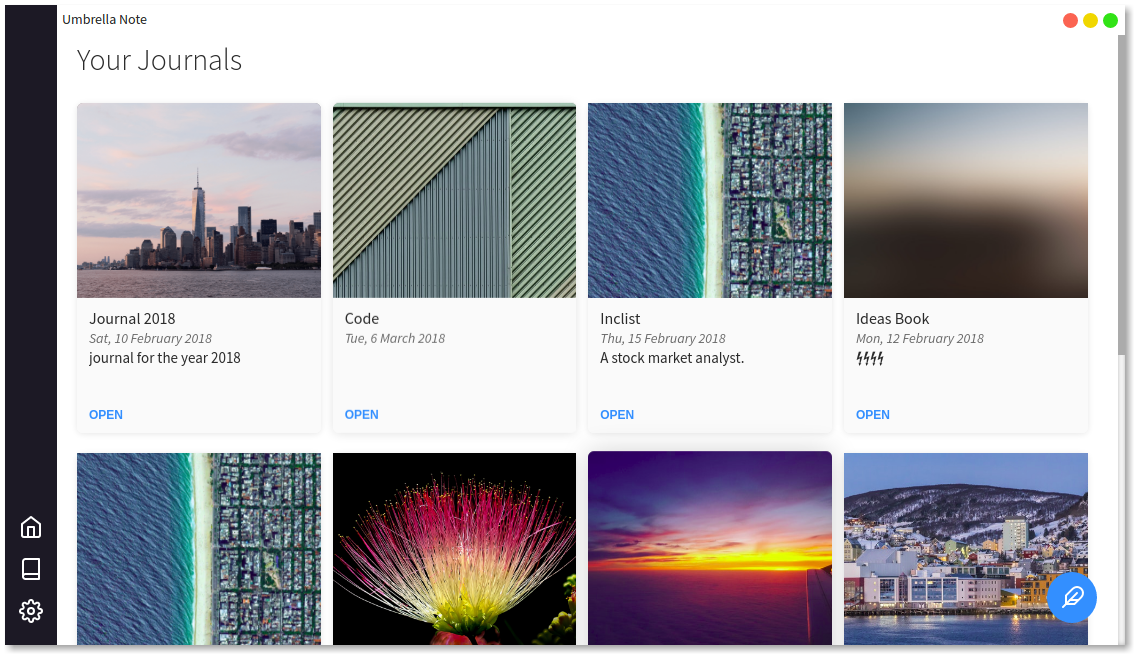 Umbrella Note
Your Journals
Journal 2018
Sat, 10 February 2018
journal for the year 2018
OPEN
Code
Tue, 6 March 2018
OPEN
Inclist
Thu, 15 February 2018
A stock market analyst.
OPEN
Ideas Book
Mon, 12 February 2018
ϟϟϟϟ
OPEN